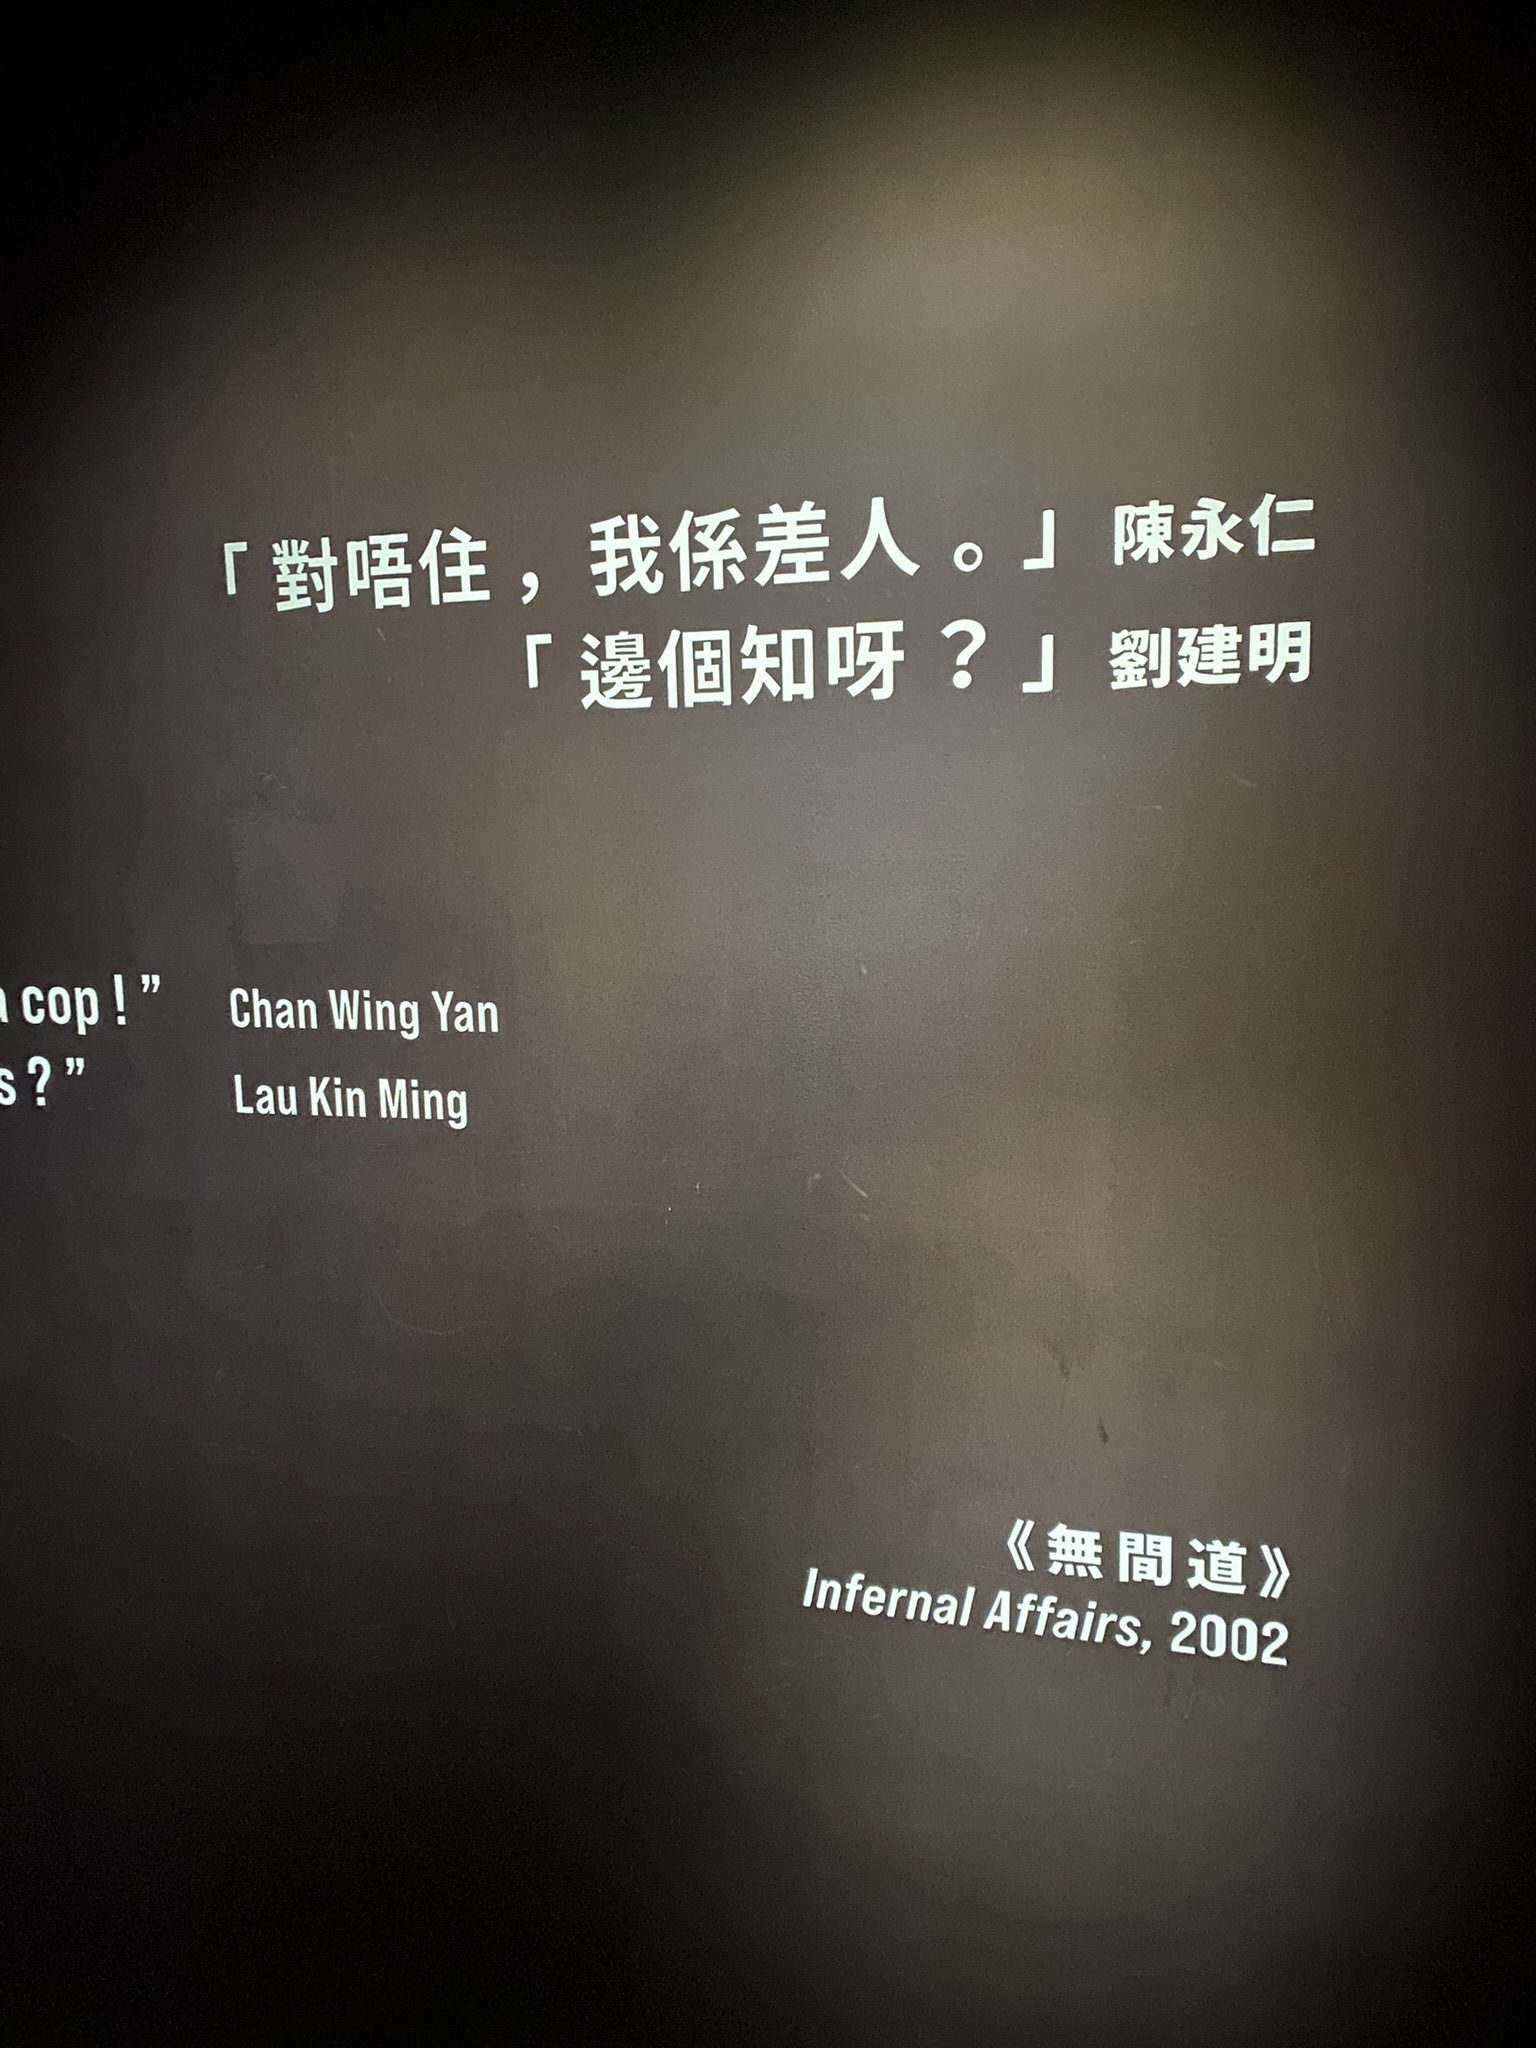 「對唔住，我係差人。」陳永仁
「邊個知呀？」劉建明
cop!” Chan Wing Yan
?” Lau Kin Ming
《無間道》
Infernal Affairs, 2002